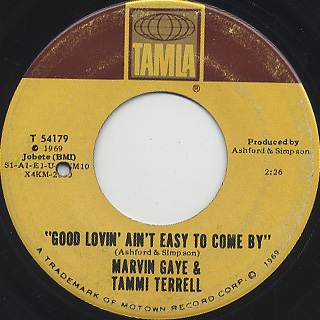 TAMLA
®
T 54179
© 1969
Jobete (BMI)
Produced by
Ashford & Simpson
2:26
"GOOD LOVIN' AIN'T EASY TO COME BY"
(Ashford & Simpson)
MARVIN GAYE &
TAMMI TERRELL
A TRADEMARK OF MOTOWN RECORD CORP. © 1969